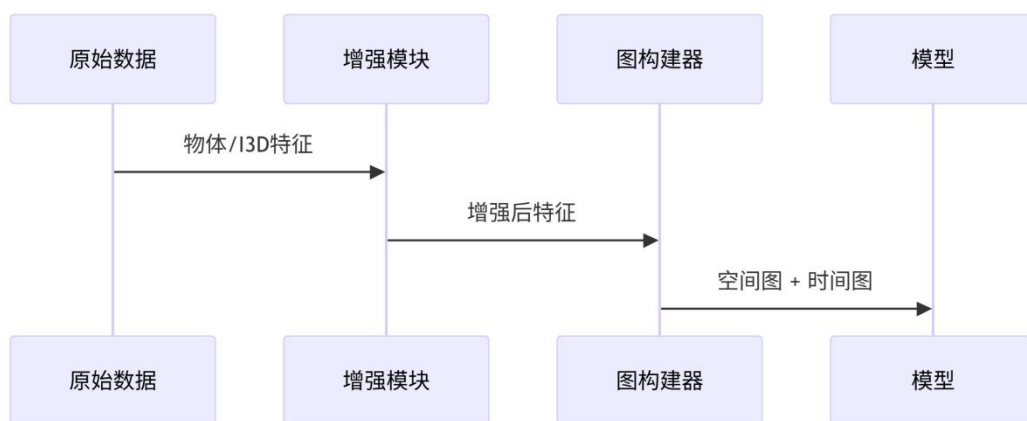 原始数据
增强模块
图构建器
模型
物体/I3D特征
增强后特征
空间图 + 时间图
原始数据
增强模块
图构建器
模型